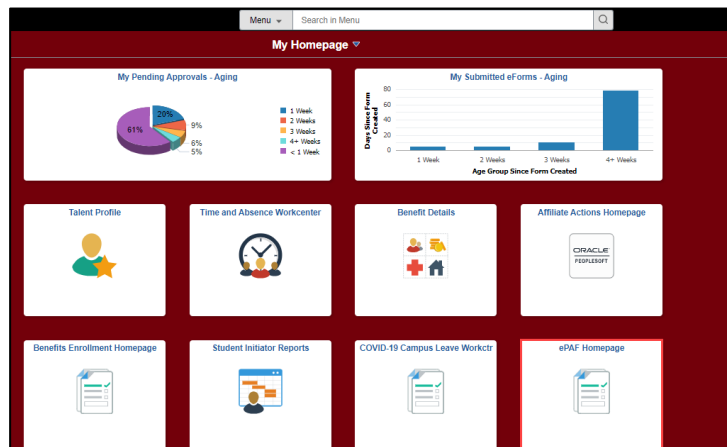 Menu
Search in Menu
My Homepage
My Pending Approvals - Aging
20%
61%
9%
6%
5%
1 Week
2 Weeks
3 Weeks
4+ Weeks
< 1 Week
My Submitted eForms - Aging
Days Since Form
Created
80
60
40
20
0
1 Week
2 Weeks
3 Weeks
4+ Weeks
Age Group Since Form Created
Talent Profile
Time and Absence Workcenter
Benefit Details
Affiliate Actions Homepage
ORACLE
PEOPLESOFT
Benefits Enrollment Homepage
Student Initiator Reports
COVID-19 Campus Leave Workctr
ePAF Homepage